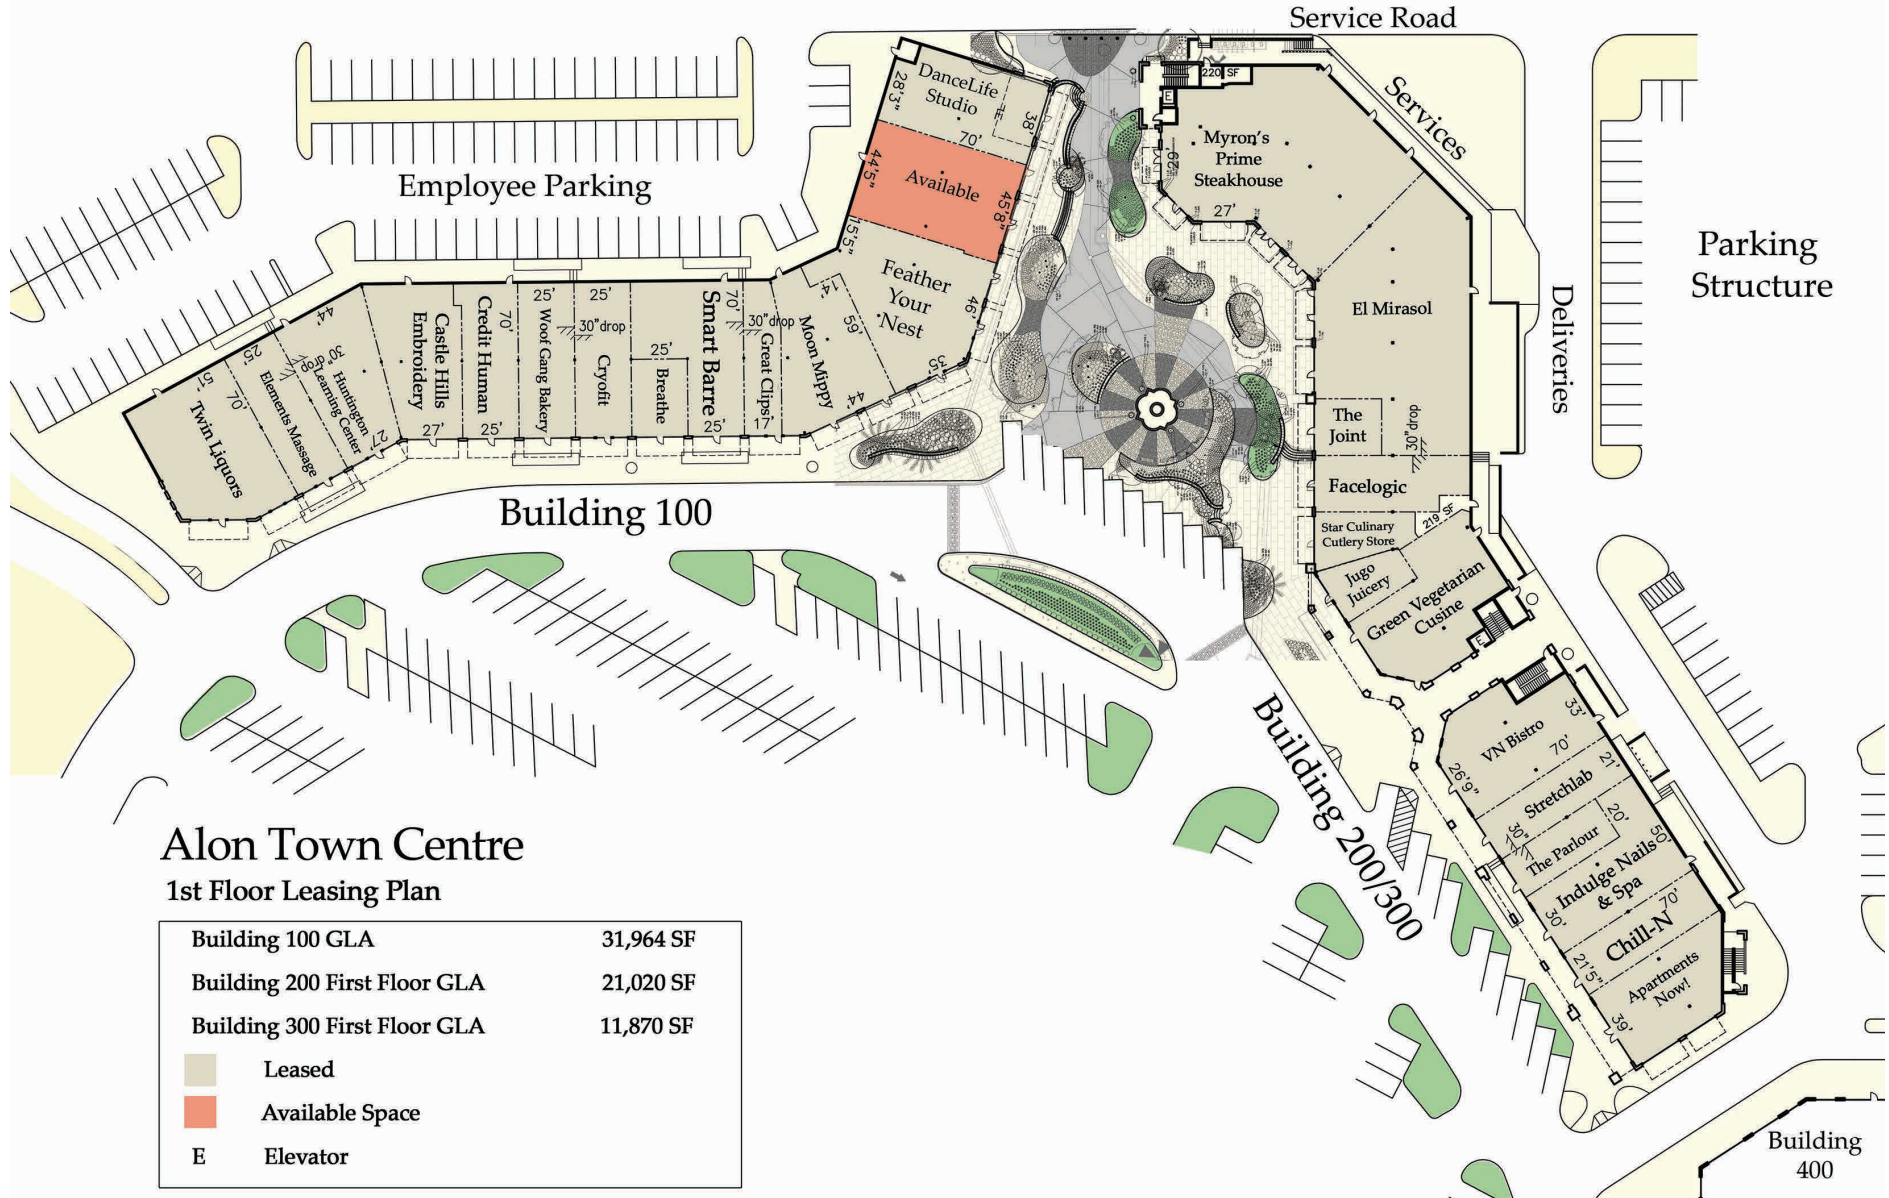 Service Road
Services
Employee Parking
Parking
Structure
Deliveries
DanceLife
Studio
28'3"
38'
70'
Available
44'5"
45'8"
15'5"
Feather
Your
Nest
14'
59'
46'
35'
44'
Moon Mippy
Great Clips
17'
70'
30"drop
Smart Barre
25'
Breathe
25'
Cryofit
25'
30"drop
Woof Gang Bakery
25'
Credit Human
70'
25'
Castle Hills
Embroidery
27'
44'
Huntington
Learning Center
27'
30"drop
Elements Massage
25'
70'
Twin Liquors
51'
Building 100
220 SF
E
Myron's
Prime
Steakhouse
29'
27'
El Mirasol
The
Joint
30"drop
Facelogic
Star Culinary
Cutlery Store
219 SF
Jugo
Juicery
Green Vegetarian
Cusine
E
Building 200/300
VN Bistro
33'
70'
26'9"
Stretchlab
21'
30"
The Parlour
20'
50'
Indulge Nails
& Spa
30'
70'
Chill-N
21'5"
Apartments
Now!
39'
Building
400
Alon Town Centre
1st Floor Leasing Plan
Building 100 GLA 31,964 SF
Building 200 First Floor GLA 21,020 SF
Building 300 First Floor GLA 11,870 SF
Leased
Available Space
E Elevator